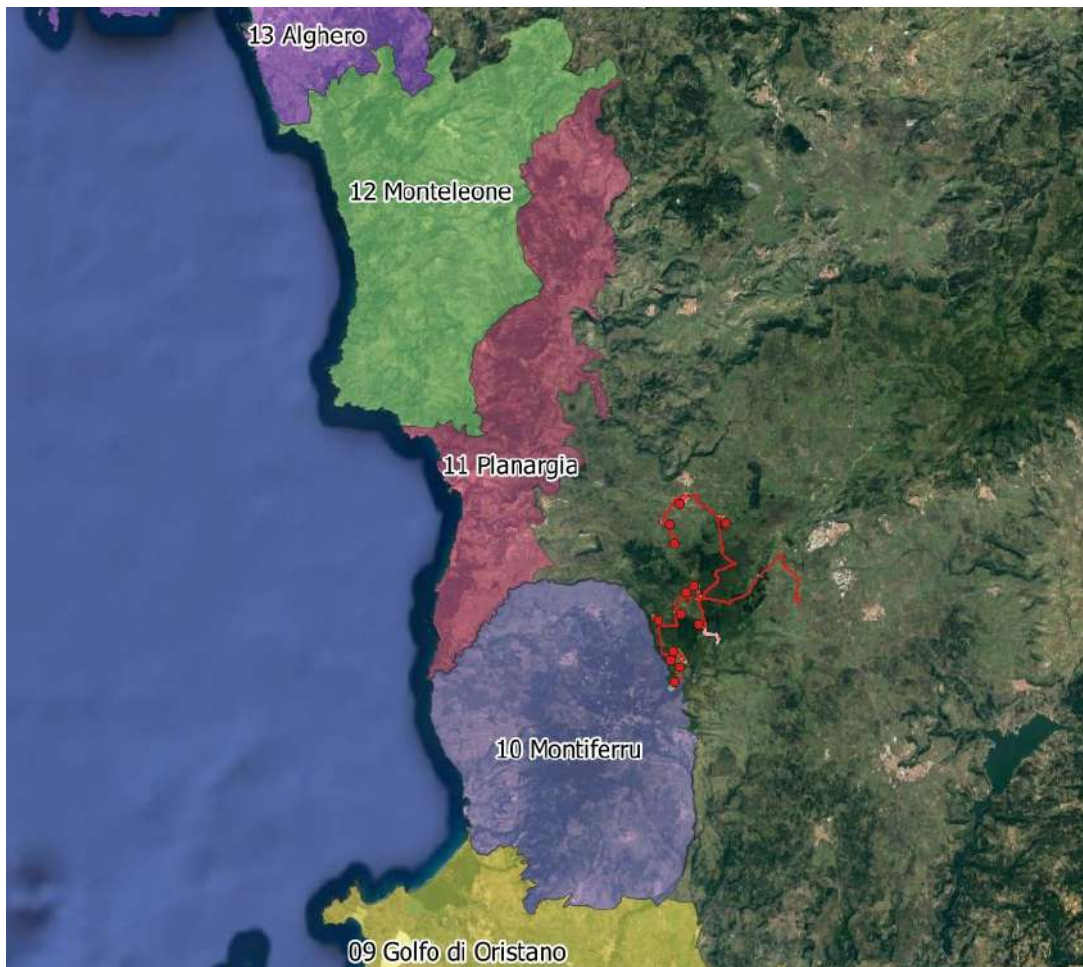 13 Alghero
12 Monteleone
11 Planargia
10 Montiferru
09 Golfo di Oristano